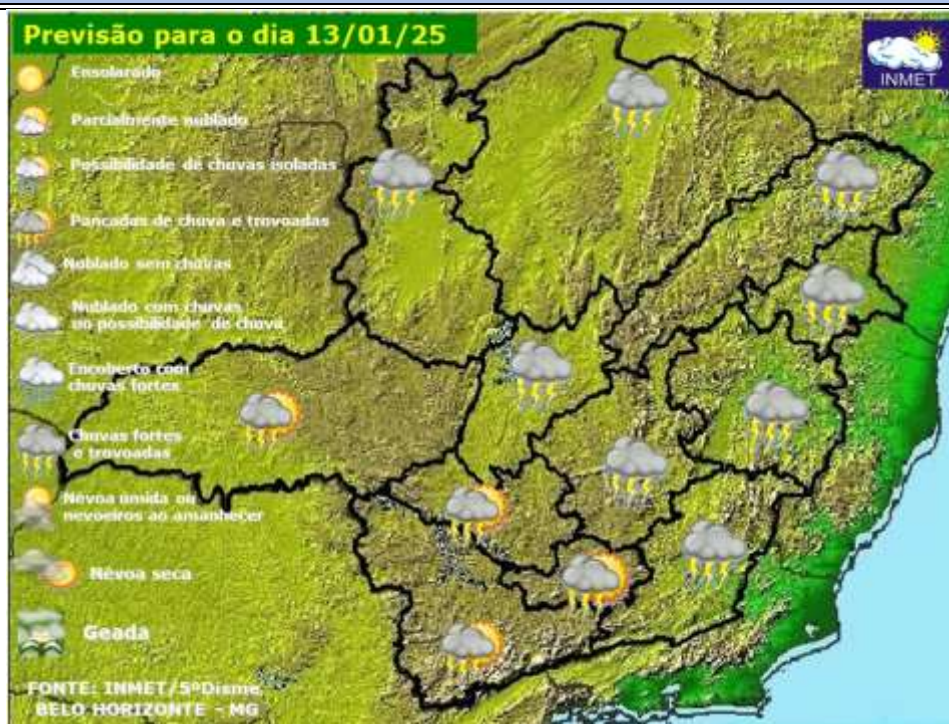 Previsão para o dia 13/01/25
INMET
Ensolarado
Parcialmente nublado
Possibilidade de chuvas isoladas
Pancadas de chuva e trovoadas
Nublado sem chuvas
Nublado com chuvas
ou possibilidade de chuva
Encoberto com
chuvas fortes
Chuvas fortes
e trovoadas
Névoa úmida ou
nevoeiros ao amanhecer
Névoa seca
Geada
FONTE: INMET/5ºDisme
BELO HORIZONTE - MG